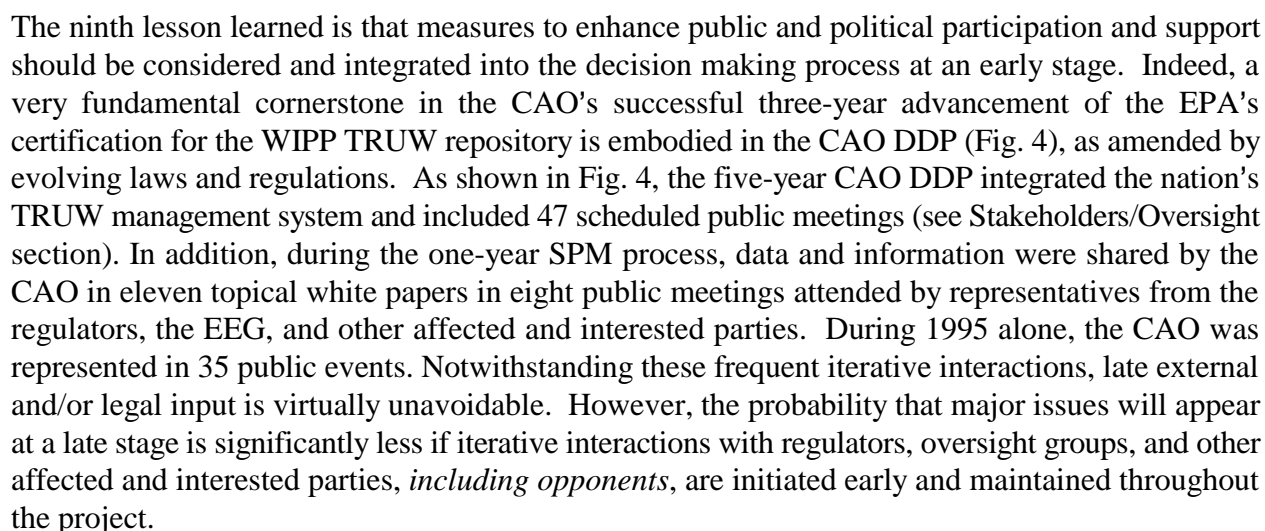 The ninth lesson learned is that measures to enhance public and political participation and support
should be considered and integrated into the decision making process at an early stage.  Indeed, a
very fundamental cornerstone in the CAO's successful three-year advancement of the EPA's
certification for the WIPP TRUW repository is embodied in the CAO DDP (Fig. 4), as amended by
evolving laws and regulations.  As shown in Fig. 4, the five-year CAO DDP integrated the nation's
TRUW management system and included 47 scheduled public meetings (see Stakeholders/Oversight
section). In addition, during the one-year SPM process, data and information were shared by the
CAO in eleven topical white papers in eight public meetings attended by representatives from the
regulators, the EEG, and other affected and interested parties.  During 1995 alone, the CAO was
represented in 35 public events. Notwithstanding these frequent iterative interactions, late external
and/or legal input is virtually unavoidable.  However, the probability that major issues will appear
at a late stage is significantly less if iterative interactions with regulators, oversight groups, and other
affected and interested parties, including opponents, are initiated early and maintained throughout
the project.